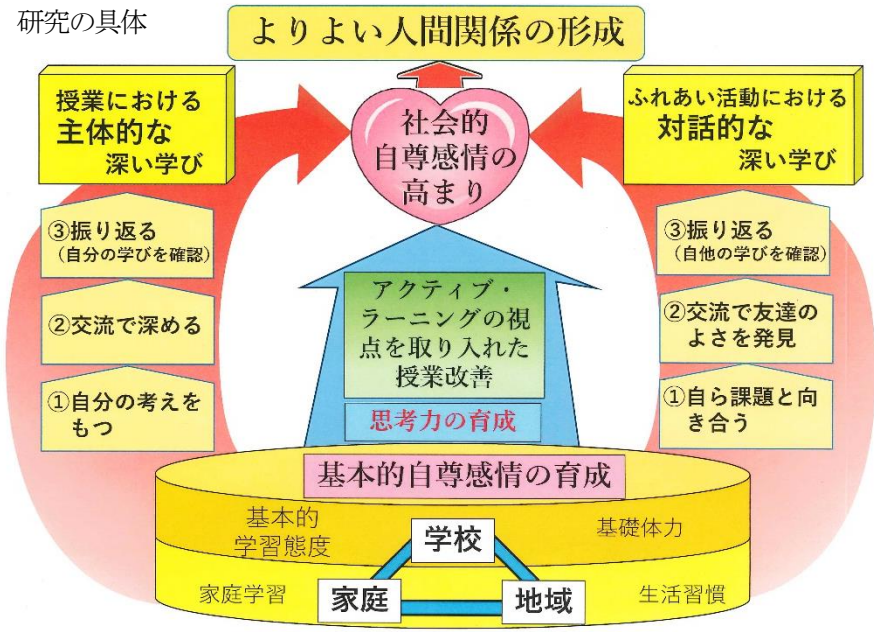 研究の具体
よりよい人間関係の形成
授業における
主体的な
深い学び
ふれあい活動における
対話的な
深い学び
社会的
自尊感情の
高まり
③振り返る
（自分の学びを確認）
②交流で深める
①自分の考えを
もつ
③振り返る
（自他の学びを確認）
②交流で友達の
よさを発見
①自ら課題と向
き合う
アクティブ・
ラーニングの視
点を取り入れた
授業改善
思考力の育成
基本的自尊感情の育成
基本的
学習態度
学校
基礎体力
家庭学習
家庭
地域
生活習慣